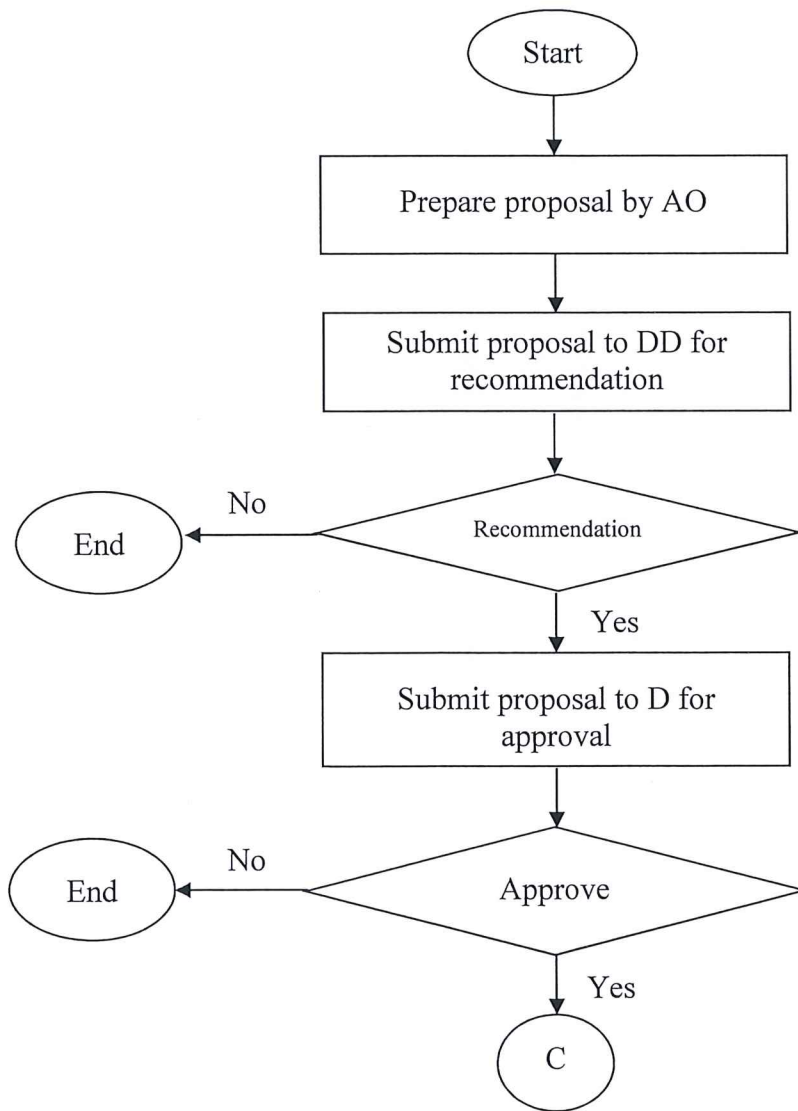 Start
Prepare proposal by AO
Submit proposal to DD for
recommendation
No
End
Recommendation
Yes
Submit proposal to D for
approval
No
End
Approve
Yes
C